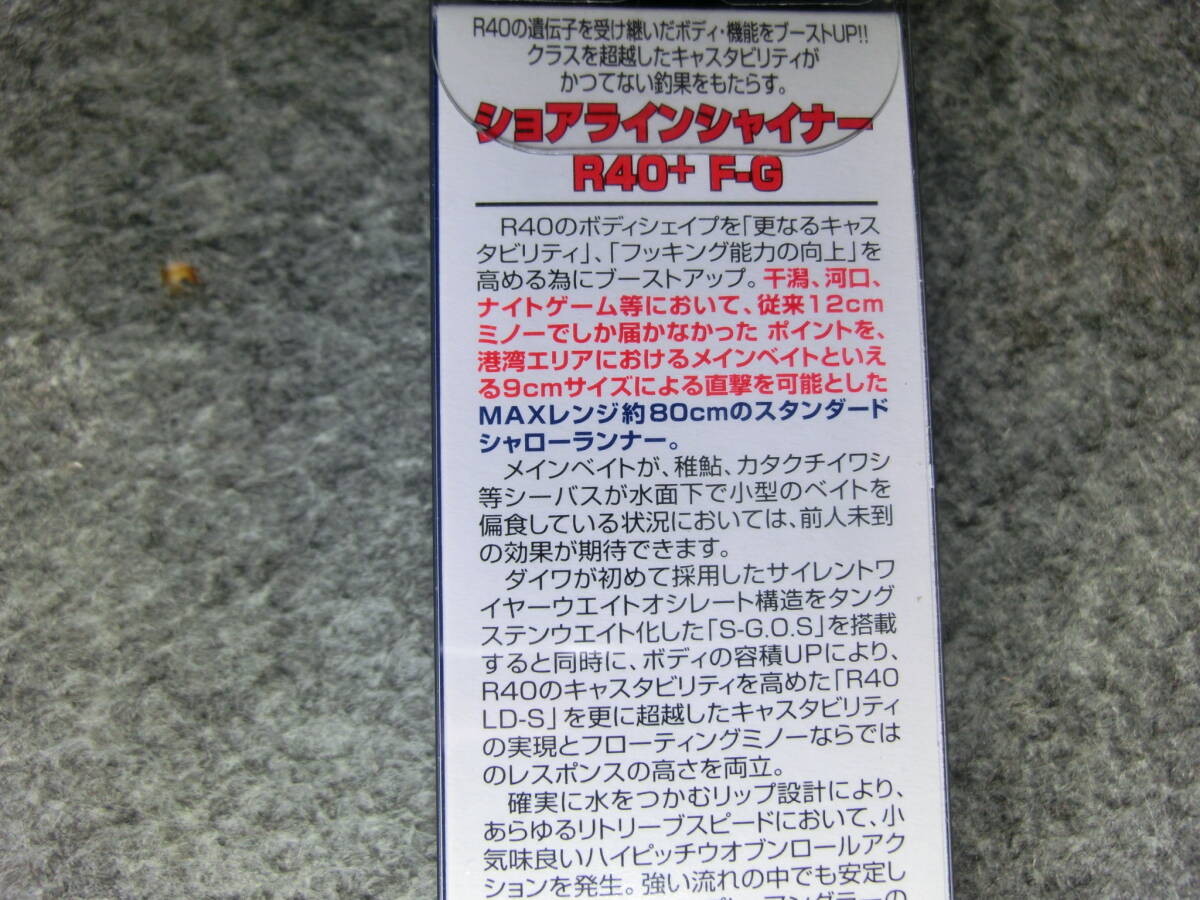 R40の遺伝子を受け継いだボディ・機能をブーストUP!!
クラスを超越したキャスタビリティが
かつてない釣果をもたらす。
ショアラインシャイナー
R40+ F-G
R40のボディシェイプを「更なるキャス
タビリティ」、「フッキング能力の向上」を
高める為にブーストアップ。干潟、河口、
ナイトゲーム等において、従来12cm
ミノーでしか届かなかった ポイントを、
港湾エリアにおけるメインベイトといえ
る9cmサイズによる直撃を可能とした
MAXレンジ約80cmのスタンダード
シャローランナー。
メインベイトが、稚鮎、カタクチイワシ
等シーバスが水面下で小型のベイトを
偏食している状況においては、前人未到
の効果が期待できます。
ダイワが初めて採用したサイレントワ
イヤーウエイトオシレート構造をタング
ステンウエイト化した「S-G.O.S」を搭載
すると同時に、ボディの容積UPにより、
R40のキャスタビリティを高めた「R40
LD-S」を更に超越したキャスタビリティ
の実現とフローティングミノーならでは
のレスポンスの高さを両立。
確実に水をつかむリップ設計により、
あらゆるリトリーブスピードにおいて、小
気味良いハイピッチウオブンロールアク
ションを発生。強い流れの中でも安定し
アングラーの